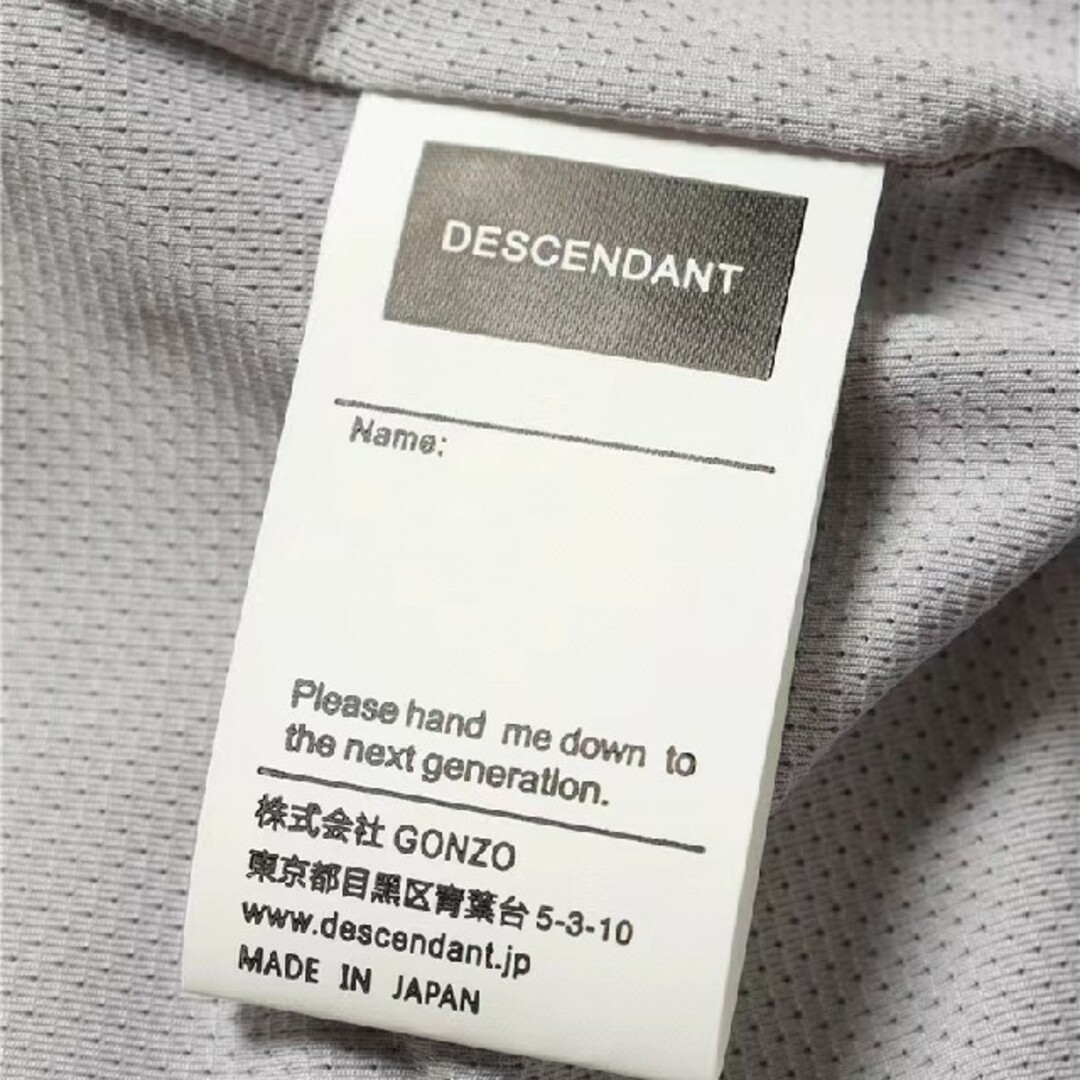 DESCENDANT
Name:
Please hand me down to
the next generation.
株式会社 GONZO
東京都目黒区青葉台 5-3-10
www.descendant.jp
MADE IN JAPAN